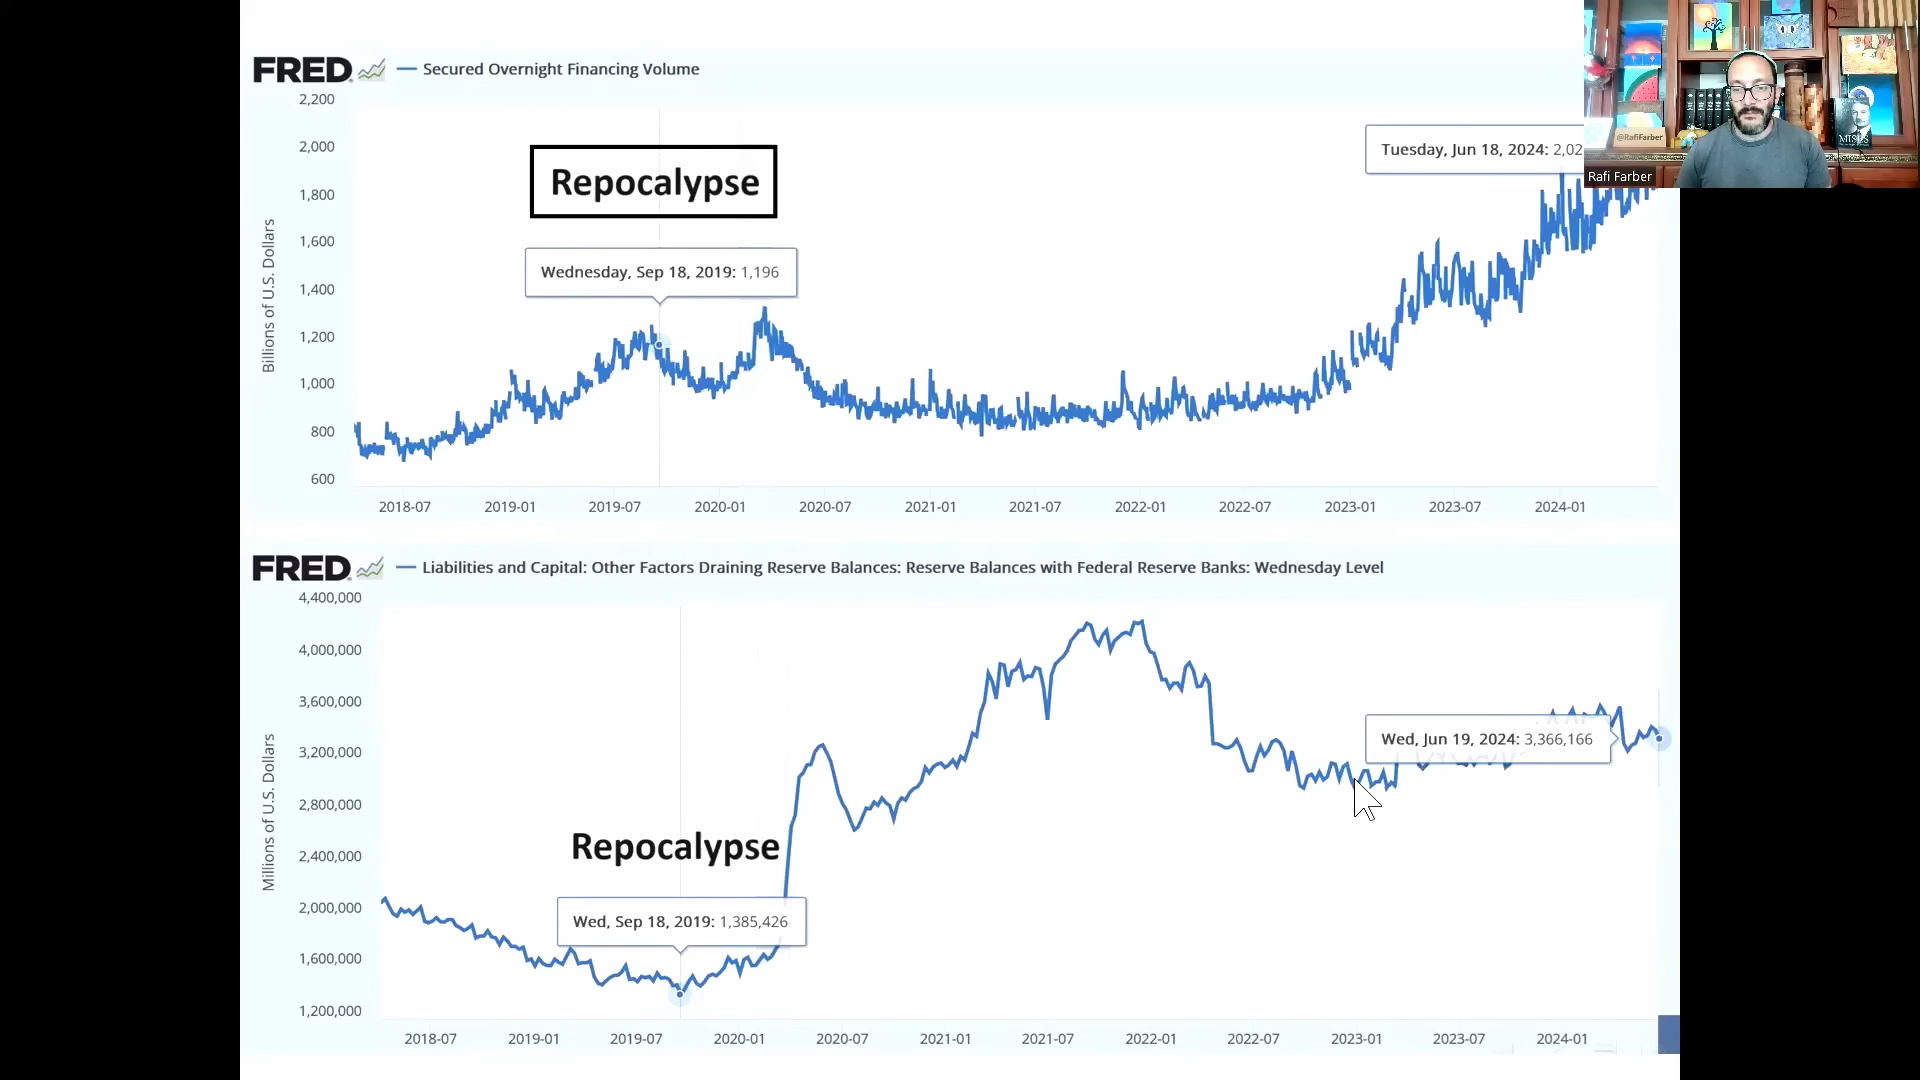 FRED
Secured Overnight Financing Volume
2,200
2,000
1,800
1,600
1,400
1,200
1,000
800
600
Billions of U.S. Dollars
Repocalypse
Wednesday, Sep 18, 2019: 1,196
Tuesday, Jun 18, 2024: 2,02
@RafiFarber
MISES
Rafi Farber
2018-07
2019-01
2019-07
2020-01
2020-07
2021-01
2021-07
2022-01
2022-07
2023-01
2023-07
2024-01
FRED
Liabilities and Capital: Other Factors Draining Reserve Balances: Reserve Balances with Federal Reserve Banks: Wednesday Level
4,400,000
4,000,000
3,600,000
3,200,000
2,800,000
2,400,000
2,000,000
1,600,000
1,200,000
Millions of U.S. Dollars
Wed, Jun 19, 2024: 3,366,166
Repocalypse
Wed, Sep 18, 2019: 1,385,426
2018-07
2019-01
2019-07
2020-01
2020-07
2021-01
2021-07
2022-01
2022-07
2023-01
2023-07
2024-01